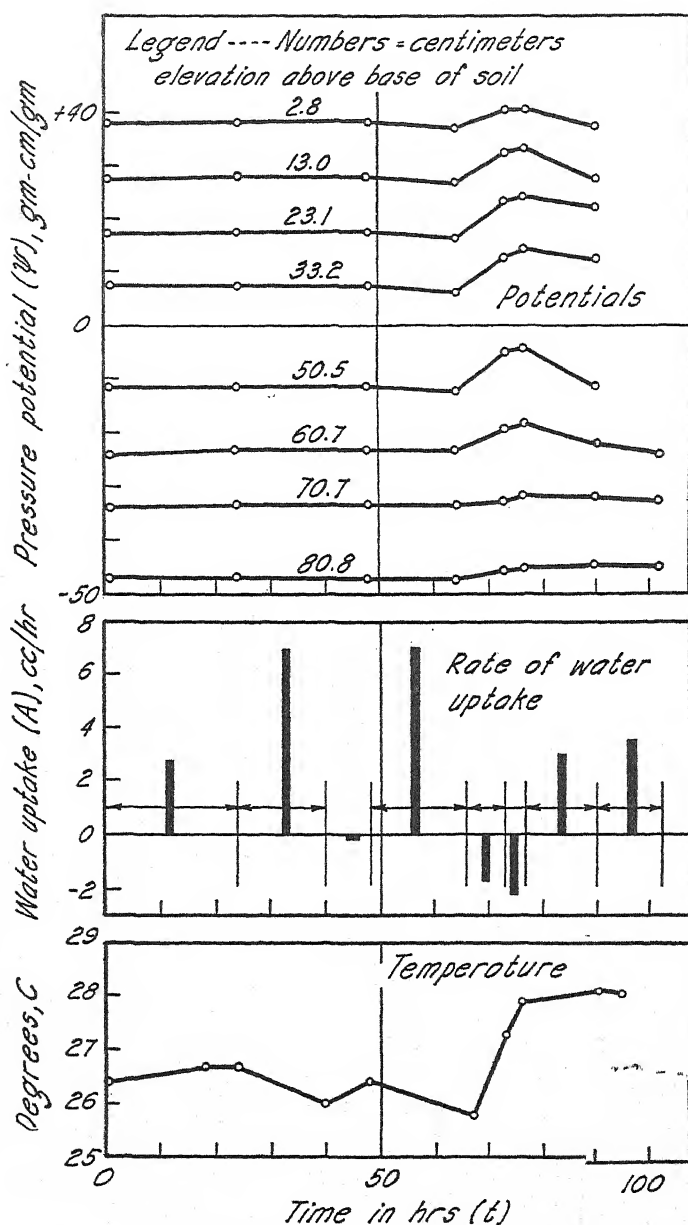 Legend ---- Numbers = centimeters
elevation above base of soil
Pressure potential (Ψ), gm-cm/gm
+40
0
-50
2.8
13.0
23.1
33.2
Potentials
50.5
60.7
70.7
80.8
Water uptake (A), cc/hr
8
6
4
2
0
-2
Rate of water
uptake
Degrees, C
29
28
27
26
25
Temperature
0
50
100
Time in hrs (t)